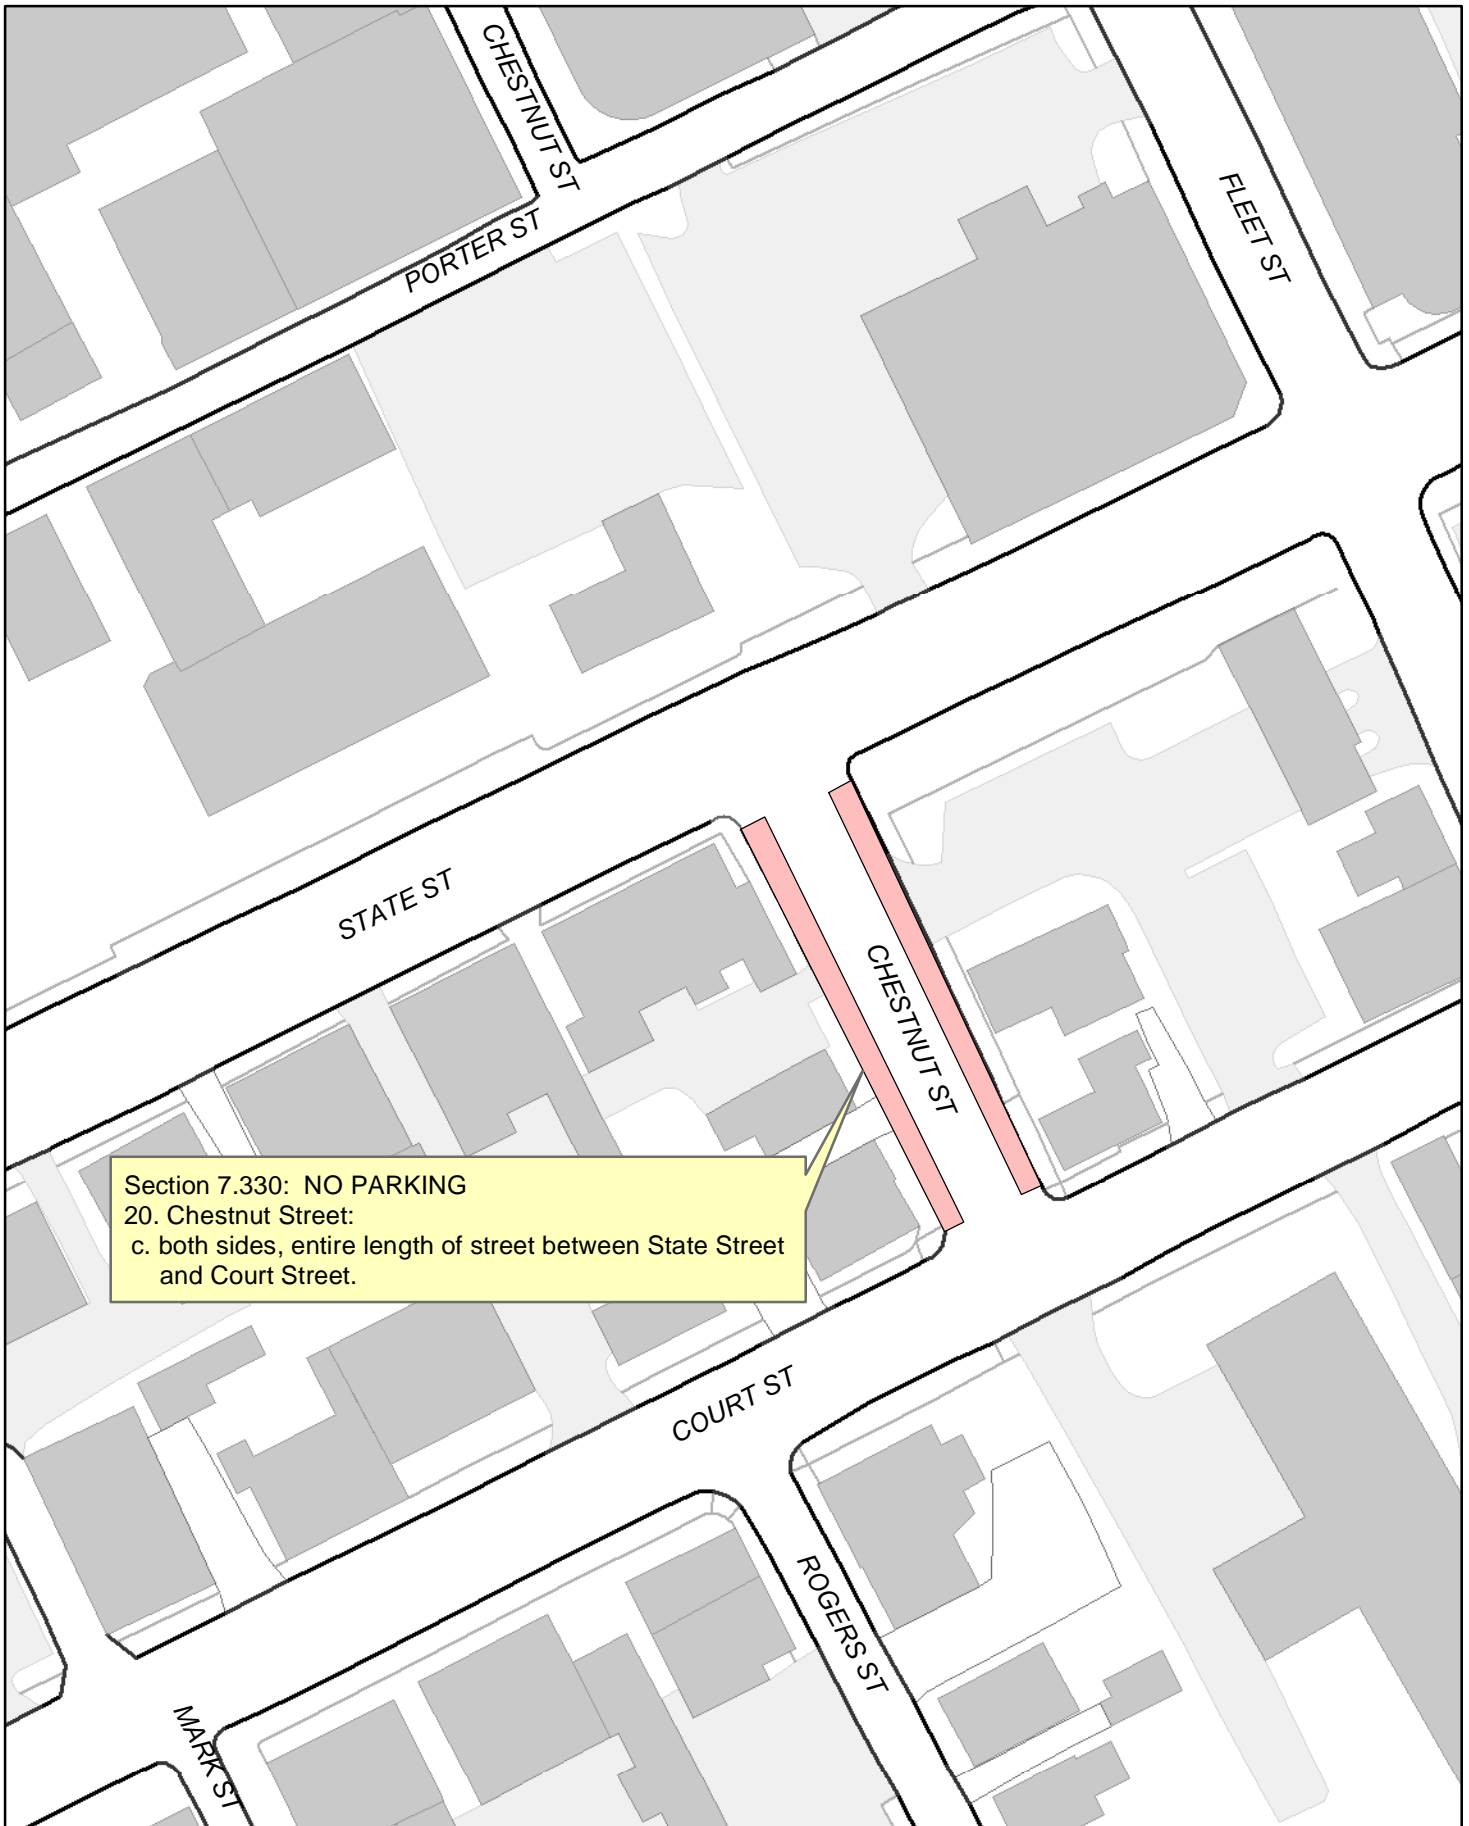 CHESTNUT ST
PORTER ST
FLEET ST
STATE ST
CHESTNUT ST
Section 7.330: NO PARKING
20. Chestnut Street:
c. both sides, entire length of street between State Street
and Court Street.
COURT ST
ROGERS ST
MARK ST